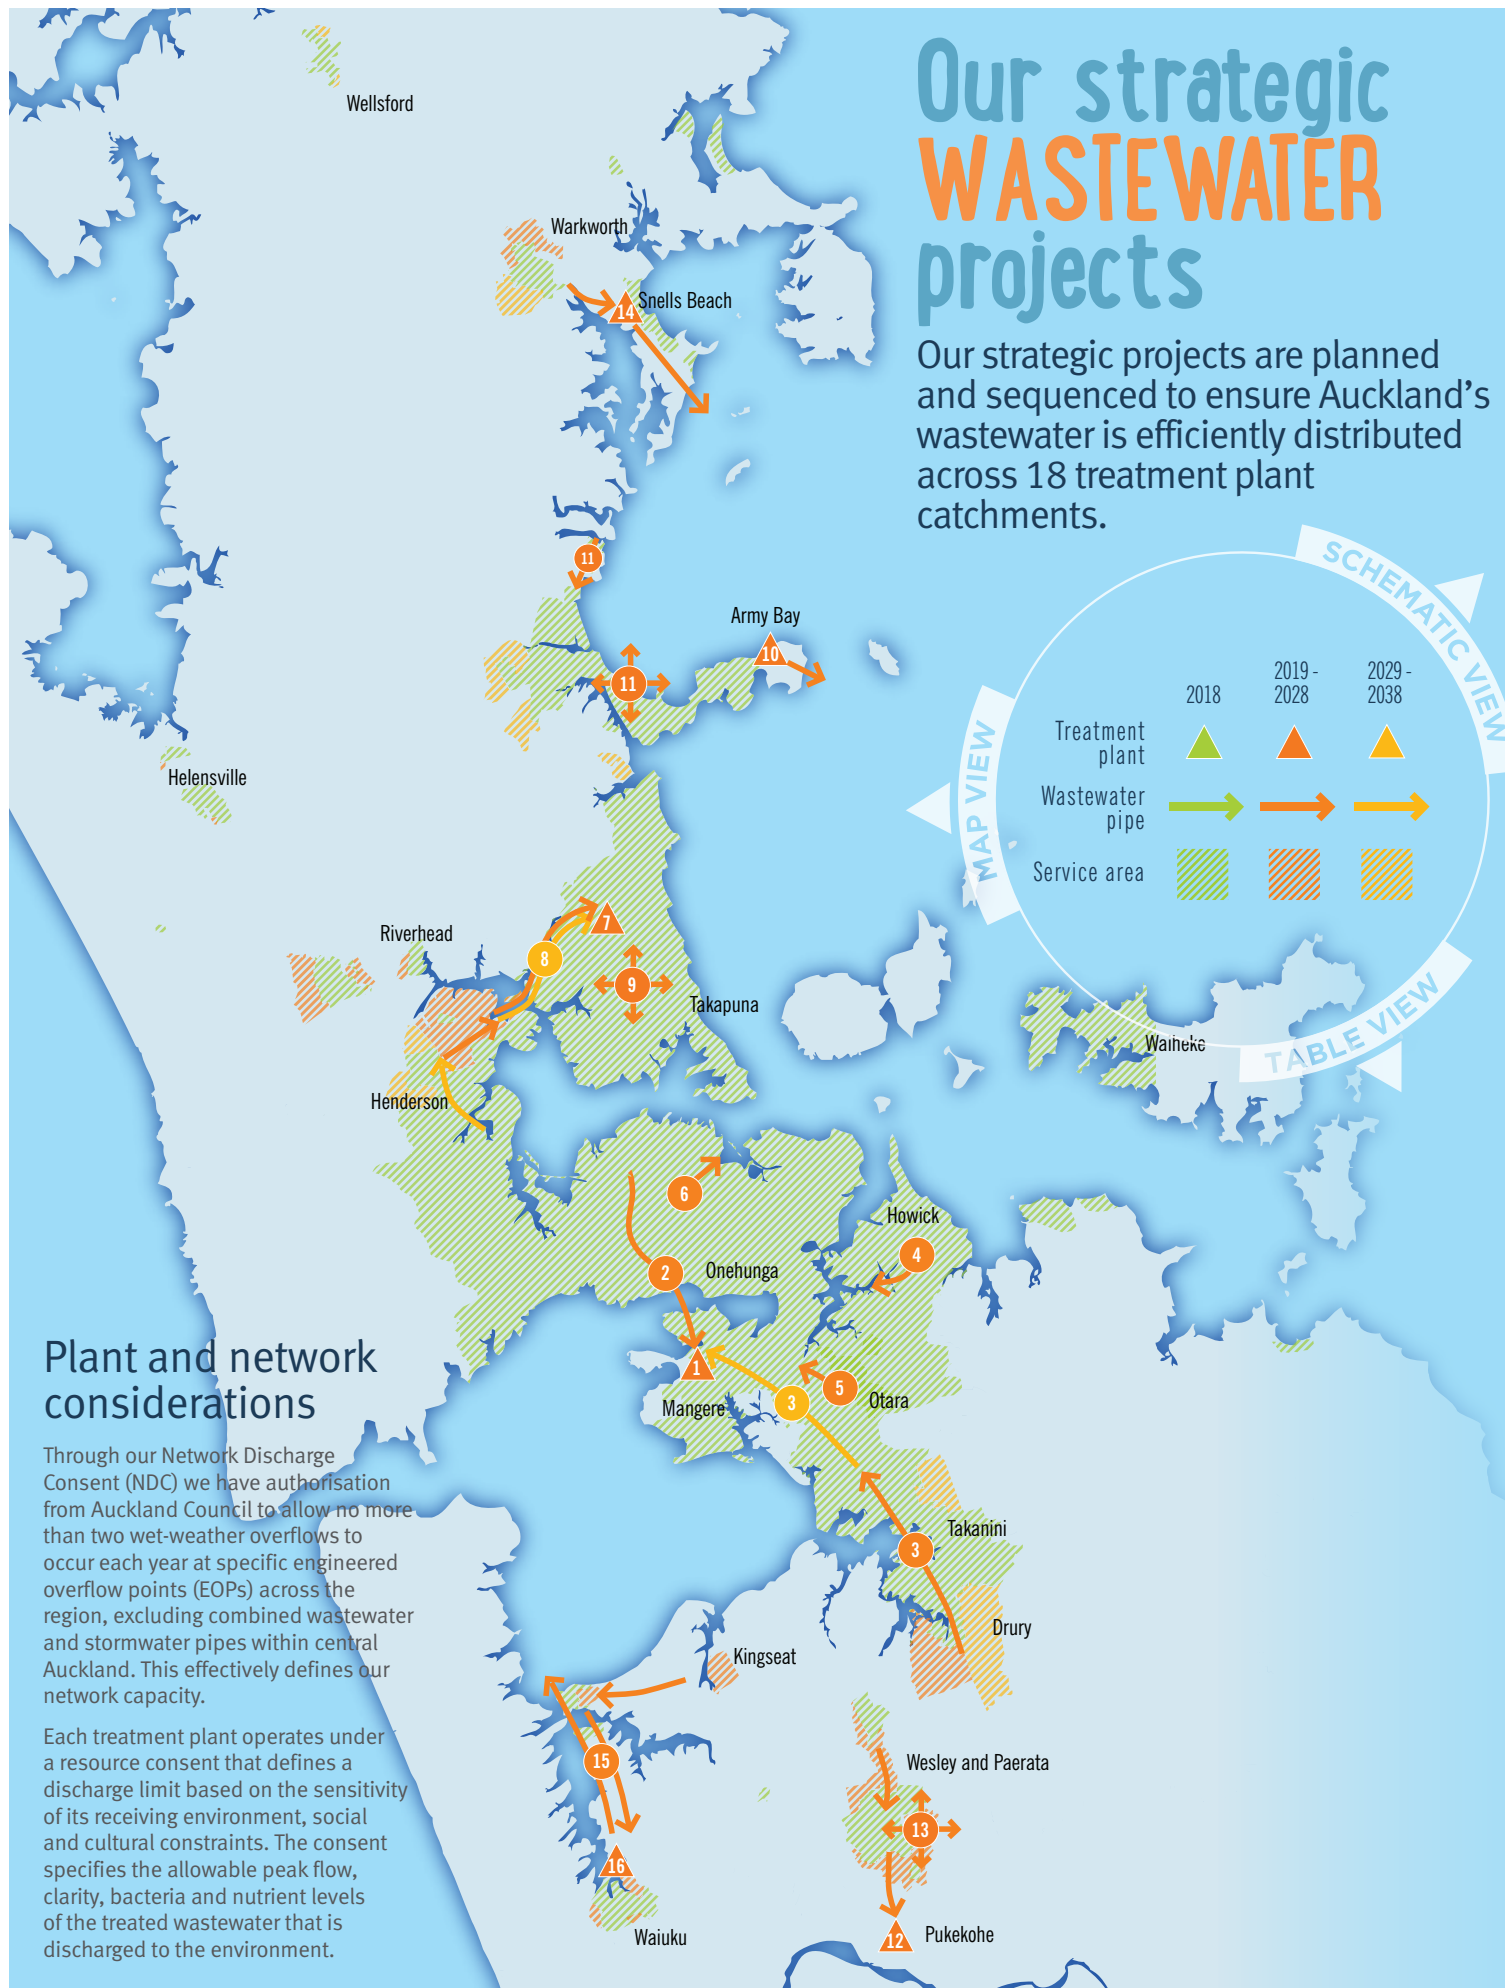 Our strategic
WASTEWATER
projects
Our strategic projects are planned
and sequenced to ensure Auckland’s
wastewater is efficiently distributed
across 18 treatment plant
catchments.
SCHEMATIC VIEW
MAP VIEW
TABLE VIEW
2018
2019 -
2028
2029 -
2038
Treatment
plant
Wastewater
pipe
Service area
Wellsford
Warkworth
14
Snells Beach
11
Army Bay
10
11
Helensville
7
Riverhead
8
9
Takapuna
Waiheke
Henderson
6
Howick
4
2
Onehunga
1
5
3
Otara
Mangere
Takanini
3
Drury
Kingseat
15
Wesley and Paerata
13
16
Waiuku
12
Pukekohe
Plant and network
considerations
Through our Network Discharge
Consent (NDC) we have authorisation
from Auckland Council to allow no more
than two wet-weather overflows to
occur each year at specific engineered
overflow points (EOPs) across the
region, excluding combined wastewater
and stormwater pipes within central
Auckland. This effectively defines our
network capacity.
Each treatment plant operates under
a resource consent that defines a
discharge limit based on the sensitivity
of its receiving environment, social
and cultural constraints. The consent
specifies the allowable peak flow,
clarity, bacteria and nutrient levels
of the treated wastewater that is
discharged to the environment.